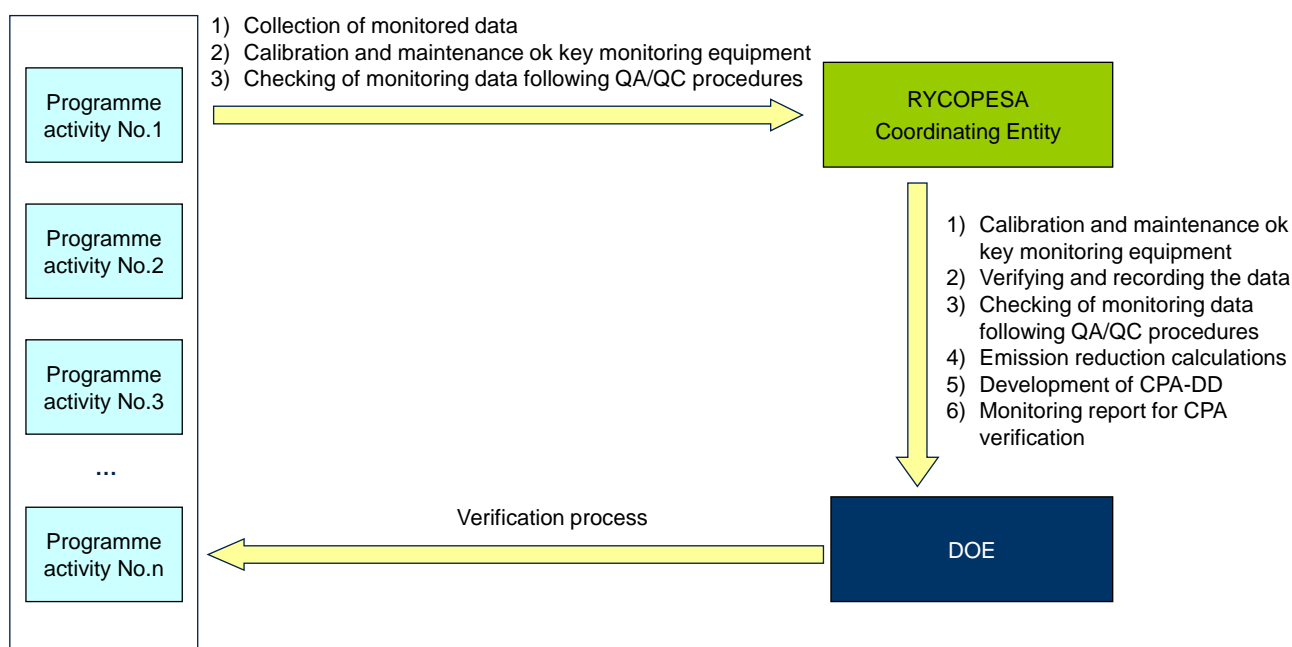 1) Collection of monitored data
2) Calibration and maintenance ok key monitoring equipment
3) Checking of monitoring data following QA/QC procedures
Programme
activity No.1
RYCOPESA
Coordinating Entity
Programme
activity No.2
1) Calibration and maintenance ok
key monitoring equipment
2) Verifying and recording the data
3) Checking of monitoring data
following QA/QC procedures
4) Emission reduction calculations
5) Development of CPA-DD
6) Monitoring report for CPA
verification
Programme
activity No.3
...
Programme
activity No.n
Verification process
DOE